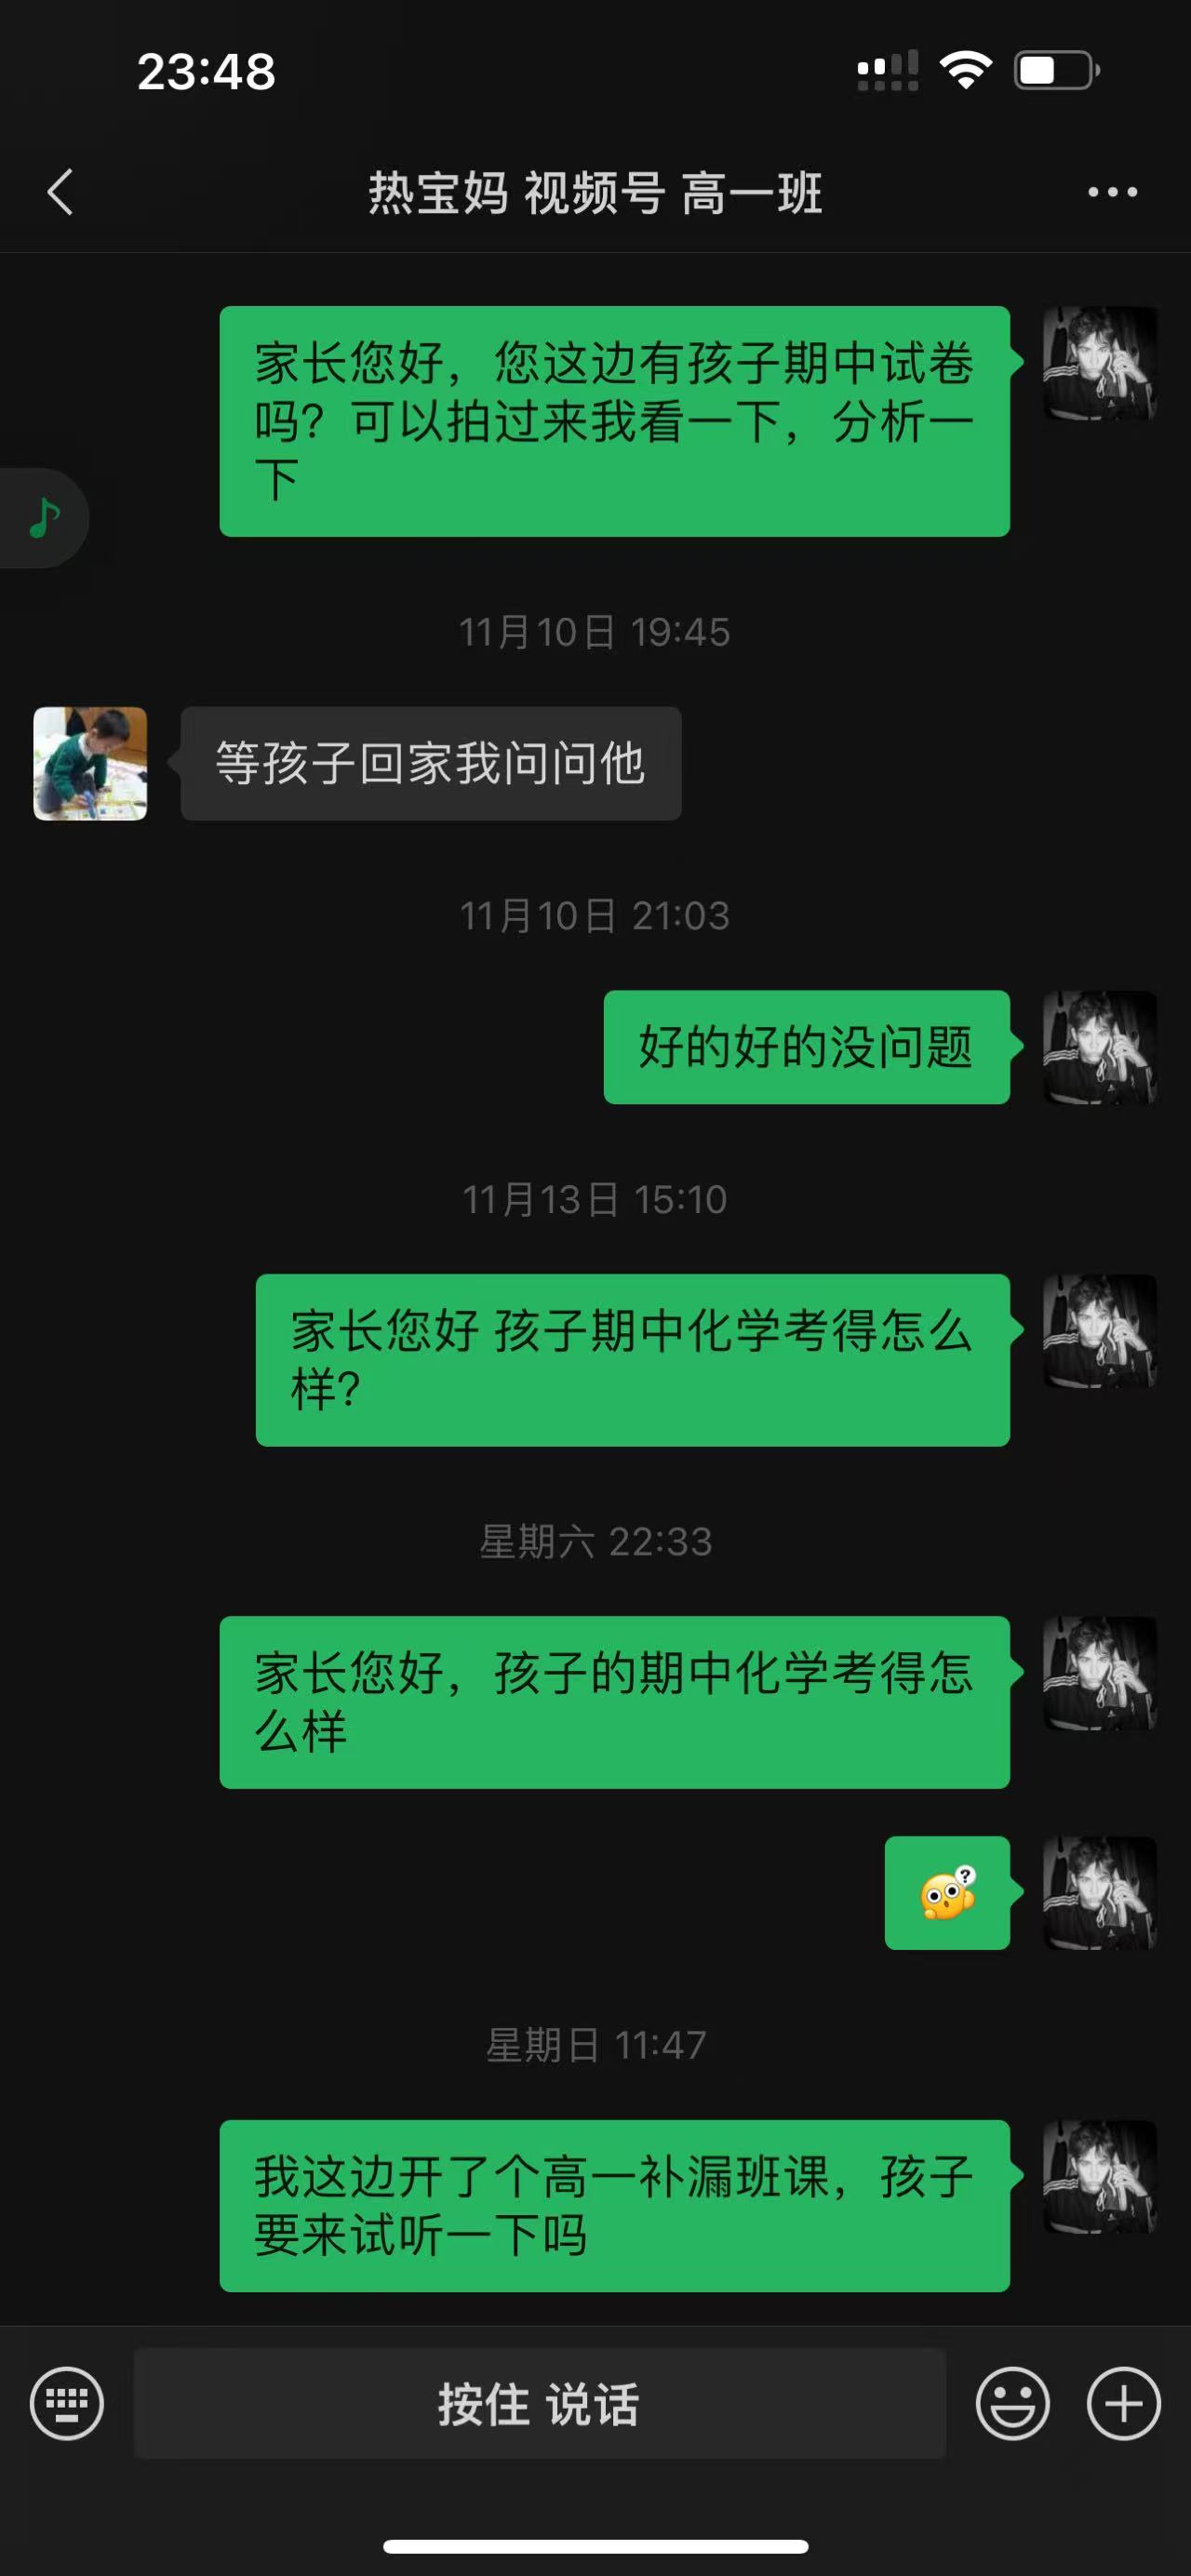 23:48
热宝妈 视频号 高一班
家长您好，您这边有孩子期中试卷
吗？可以拍过来我看一下，分析一
下
11月10日 19:45
等孩子回家我问问他
11月10日 21:03
好的好的没问题
11月13日 15:10
家长您好 孩子期中化学考得怎么
样？
星期六 22:33
家长您好，孩子的期中化学考得怎
么样
星期日 11:47
我这边开了个高一补漏班课，孩子
要来试听一下吗
按住 说话